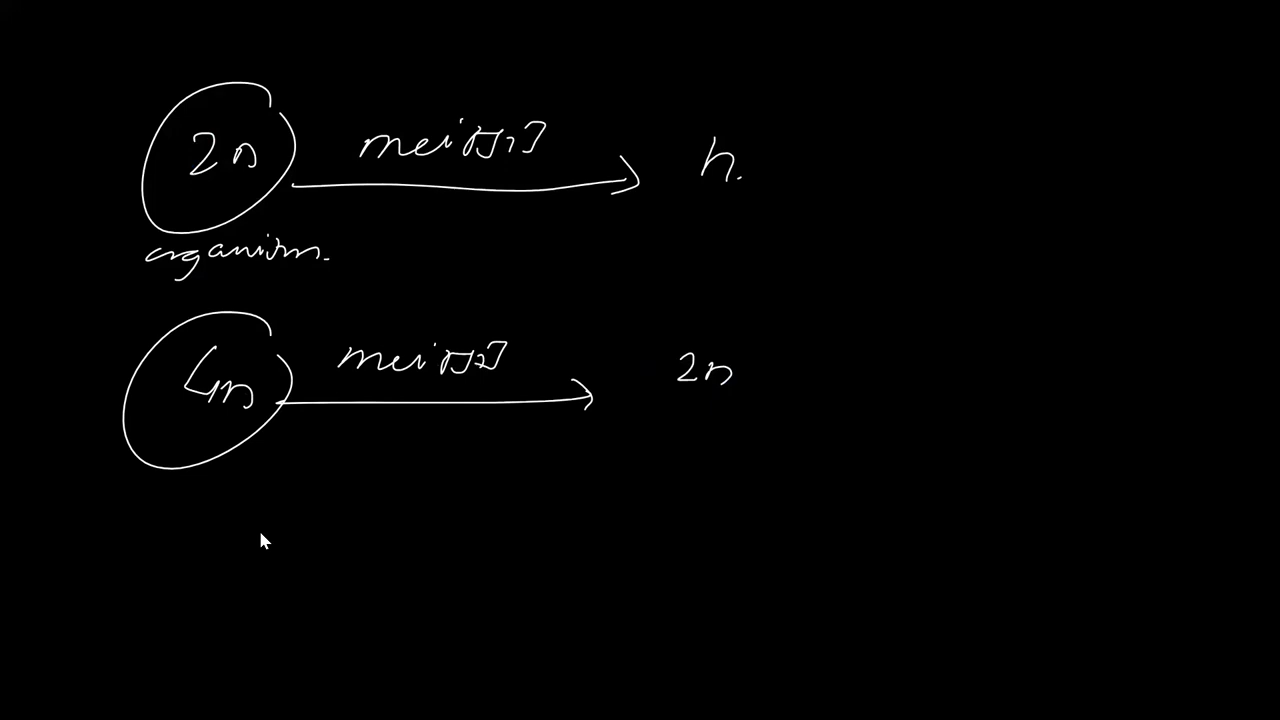 2n meiosis n.
organism.
4n meiosis 2n